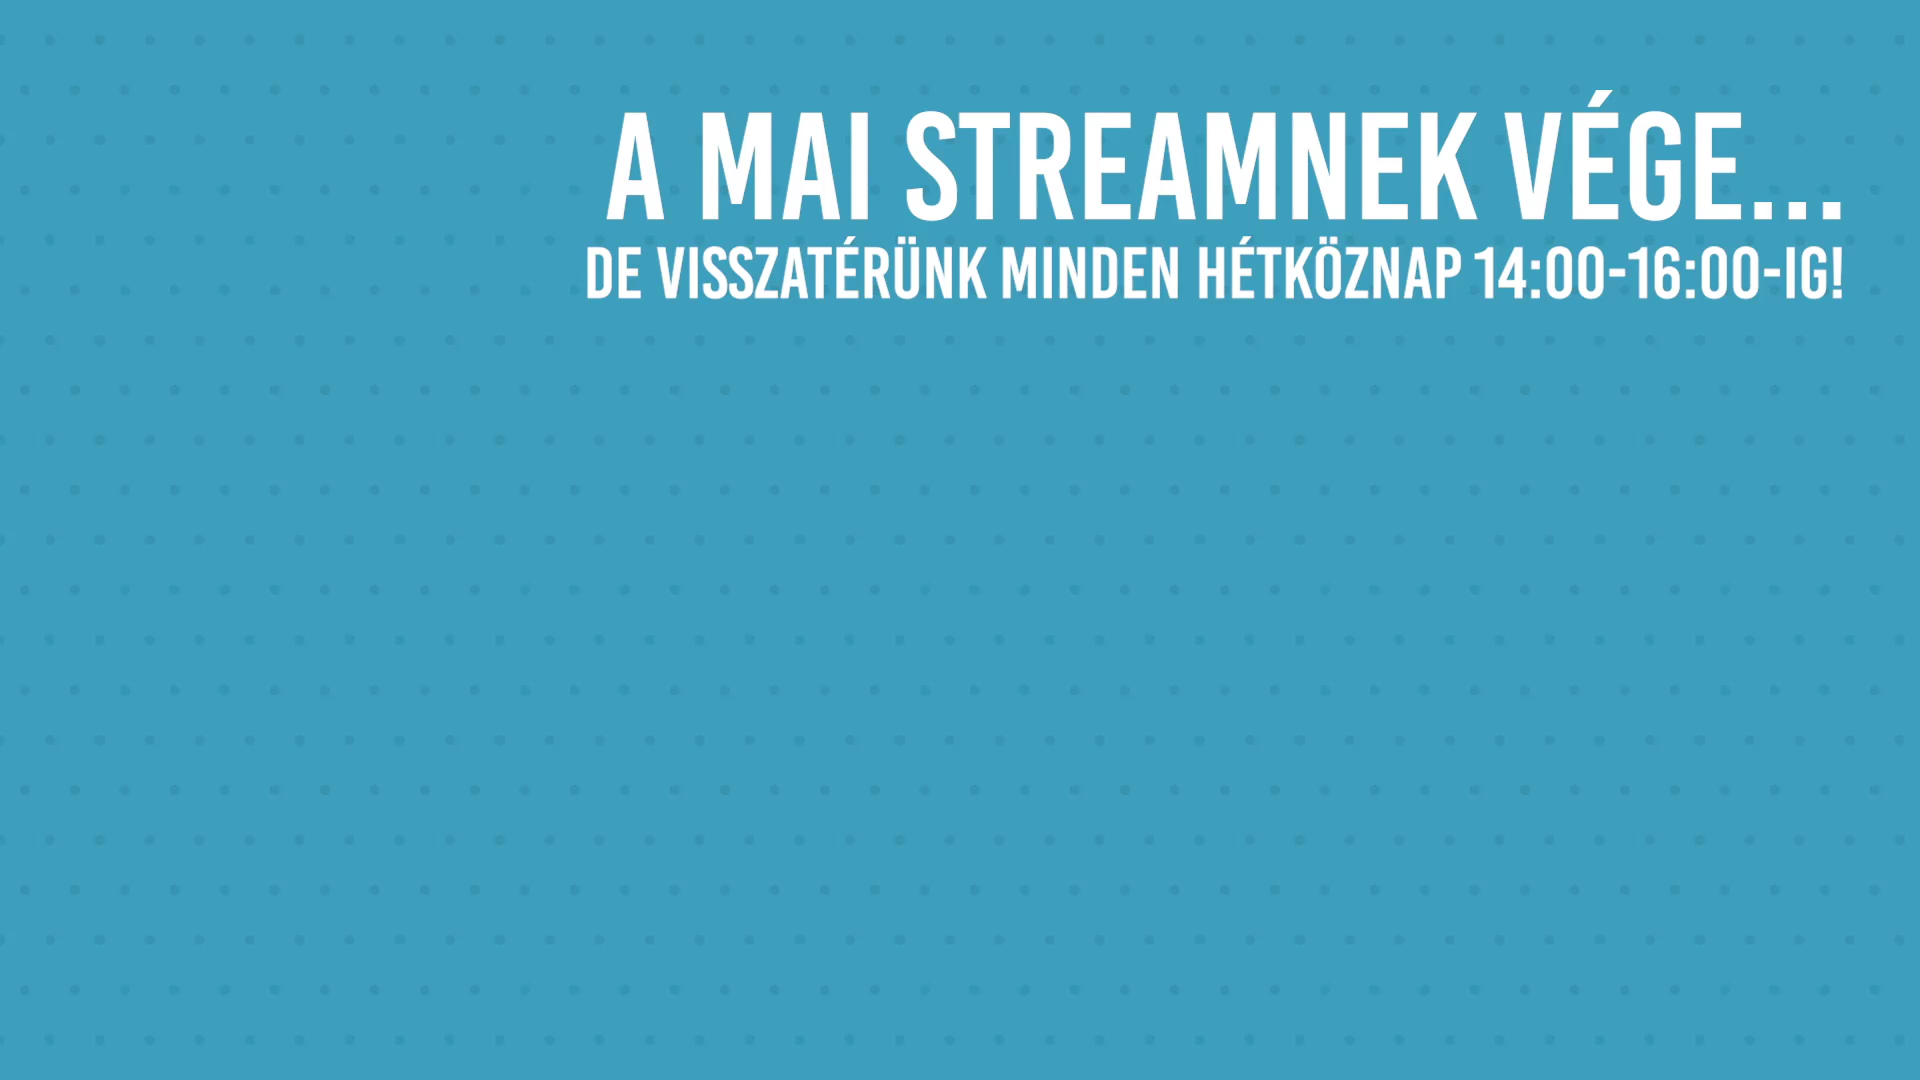 A MAI STREAMNEK VÉGE...
DE VISSZATÉRÜNK MINDEN HÉTKÖZNAP 14:00-16:00-IG!